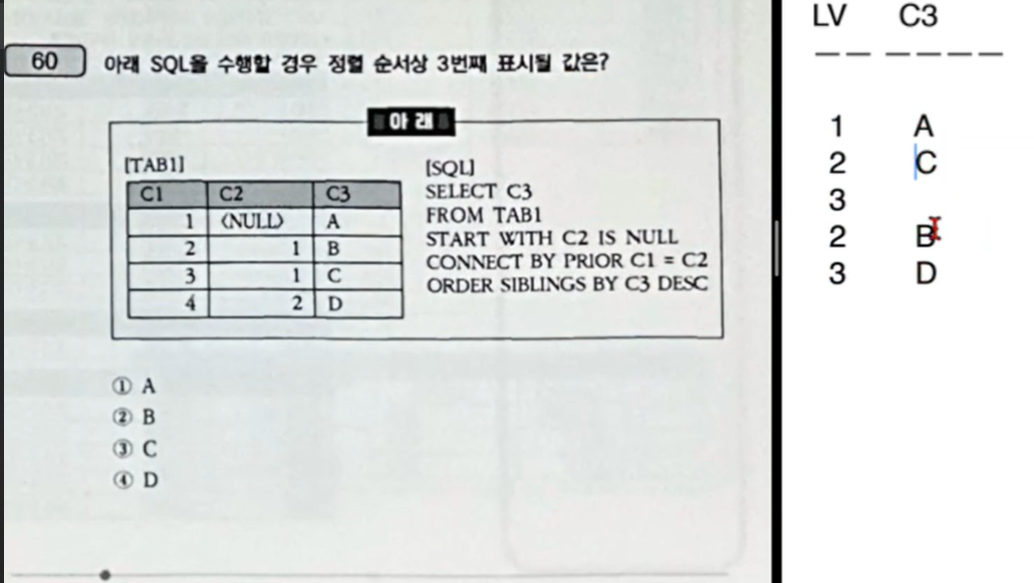 60 아래 SQL을 수행할 경우 정렬 순서상 3번째 표시될 값은?
아래
[TAB1]
C1 C2 C3
1 <NULL> A
2 1 B
3 1 C
4 2 D
[SQL]
SELECT C3
FROM TAB1
START WITH C2 IS NULL
CONNECT BY PRIOR C1 = C2
ORDER SIBLINGS BY C3 DESC
① A
② B
③ C
④ D
LV C3
__ ____
1 A
2 C
3
2 B
3 D